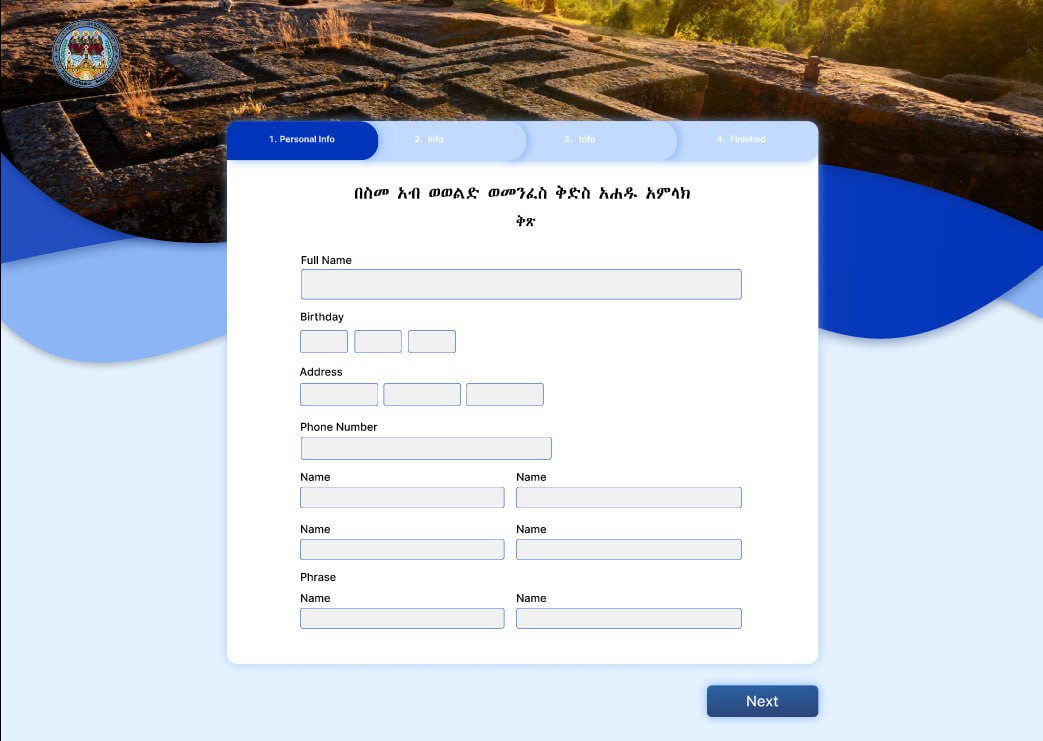 1. Personal Info
2. Info
3. Info
4. Finished
በስመ አብ ወወልድ ወመንፈስ ቅድስ አሐዱ አምላክ
ቅጽ
Full Name
Birthday
Address
Phone Number
Name Name
Name Name
Phrase
Name Name
Next